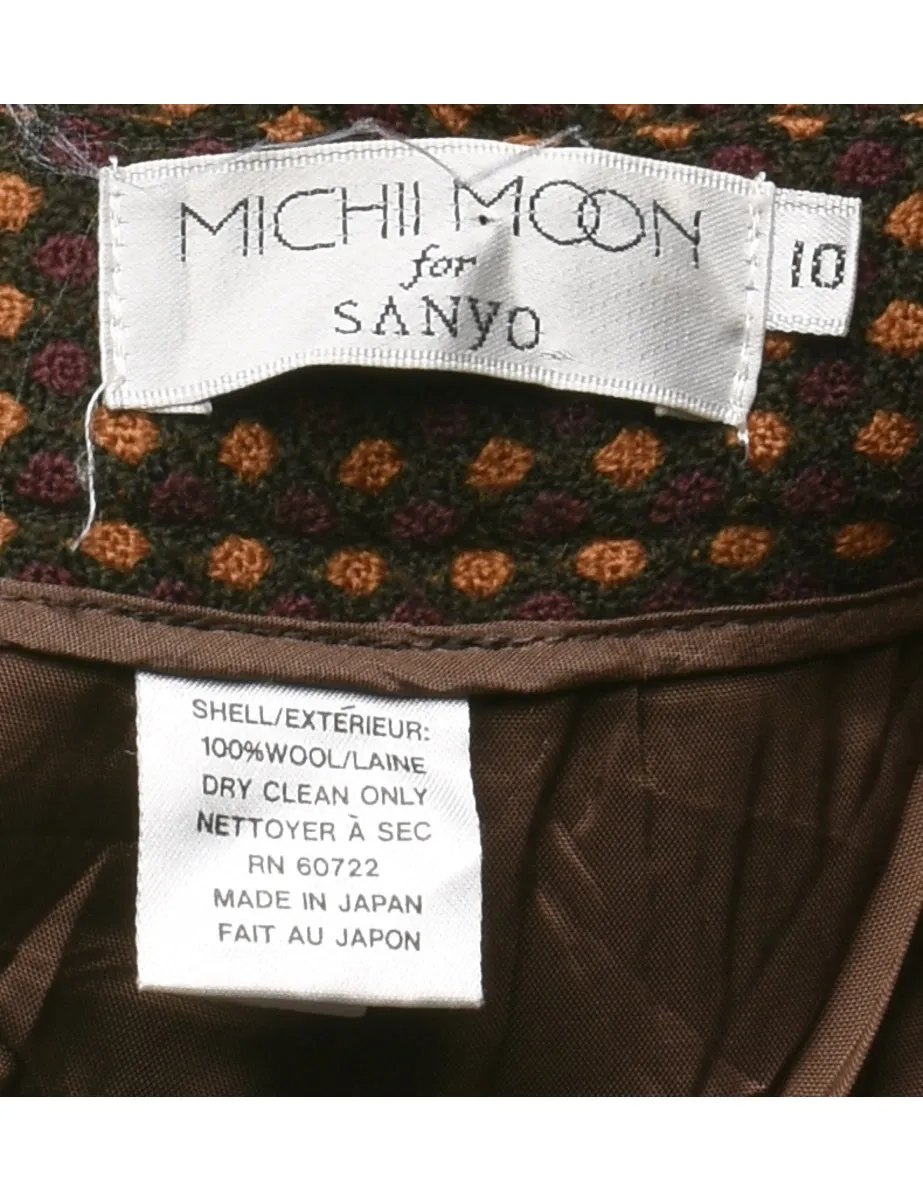 MICHII MOON
for
SANYO
10
SHELL/EXTÉRIEUR:
100%WOOL/LAINE
DRY CLEAN ONLY
NETTOYER À SEC
RN 60722
MADE IN JAPAN
FAIT AU JAPON